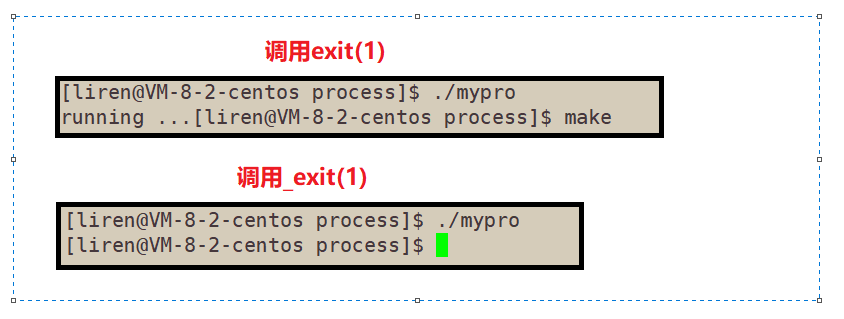 调用exit(1)
[liren@VM-8-2-centos process]$ ./mypro
running ...[liren@VM-8-2-centos process]$ make
调用_exit(1)
[liren@VM-8-2-centos process]$ ./mypro
[liren@VM-8-2-centos process]$